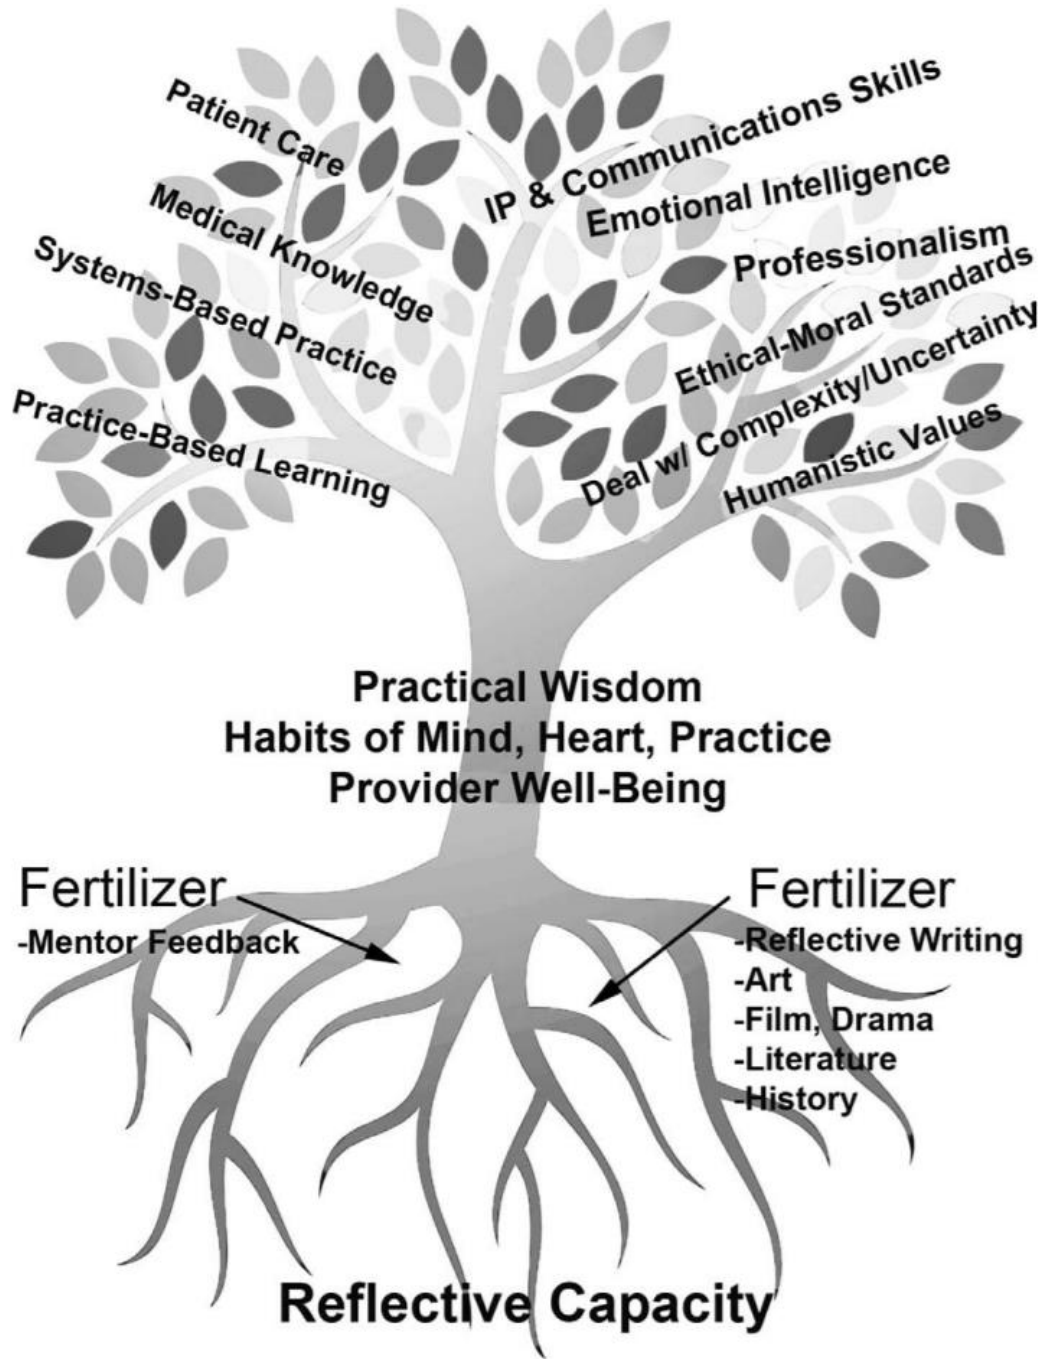 Patient Care
Medical Knowledge
Systems-Based Practice
Practice-Based Learning
IP & Communications Skills
Emotional Intelligence
Professionalism
Ethical-Moral Standards
Deal w/ Complexity/Uncertainty
Humanistic Values
Practical Wisdom
Habits of Mind, Heart, Practice
Provider Well-Being
Fertilizer
-Mentor Feedback
Fertilizer
-Reflective Writing
-Art
-Film, Drama
-Literature
-History
Reflective Capacity